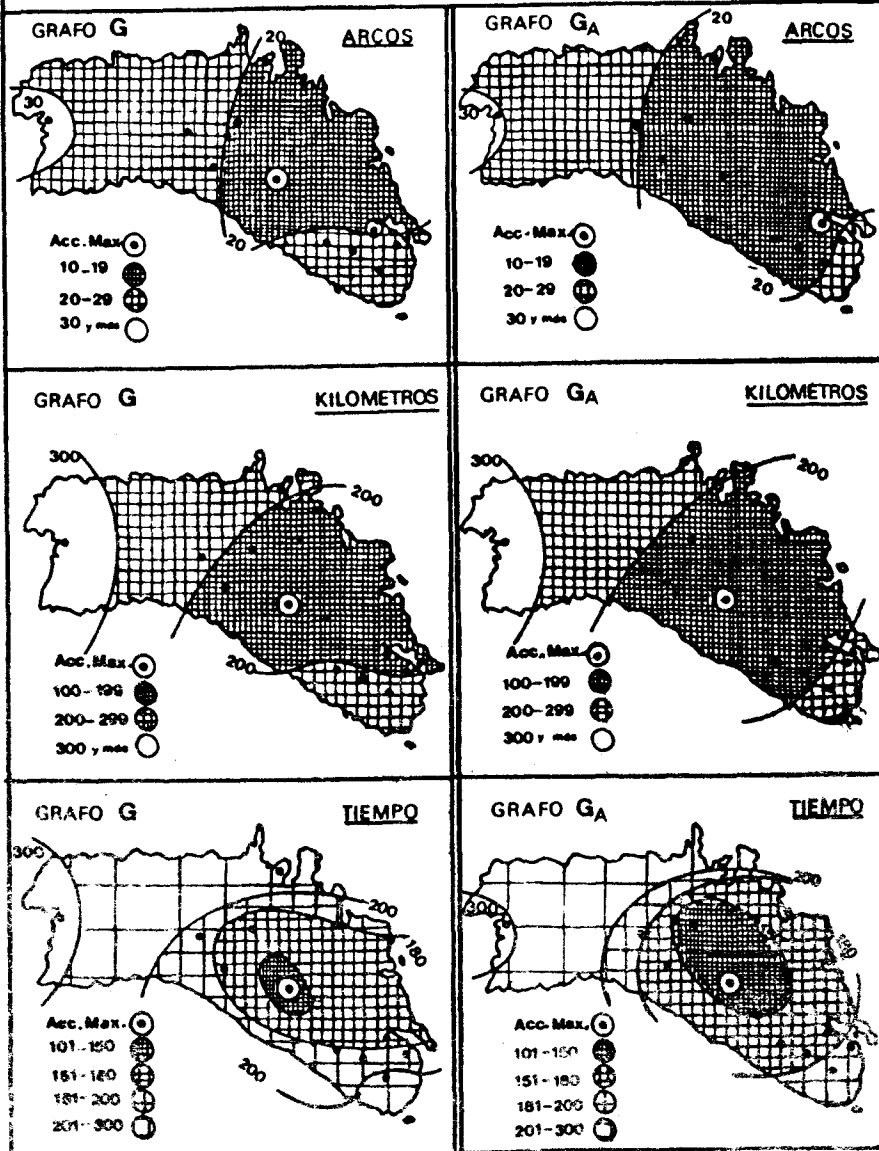 GRAFO G ARCOS
20
30
20
Acc. Max.
10-19
20-29
30 y más
GRAFO GA ARCOS
20
30
20
Acc. Max.
10-19
20-29
30 y más
GRAFO G KILOMETROS
300
200
200
Acc. Max.
100-199
200-299
300 y más
GRAFO GA KILOMETROS
300
200
Acc. Max.
100-199
200-299
300 y más
GRAFO G TIEMPO
300
200
180
200
Acc. Max.
101-150
151-180
181-200
201-300
GRAFO GA TIEMPO
300
200
180
Acc. Max.
101-150
151-180
181-200
201-300